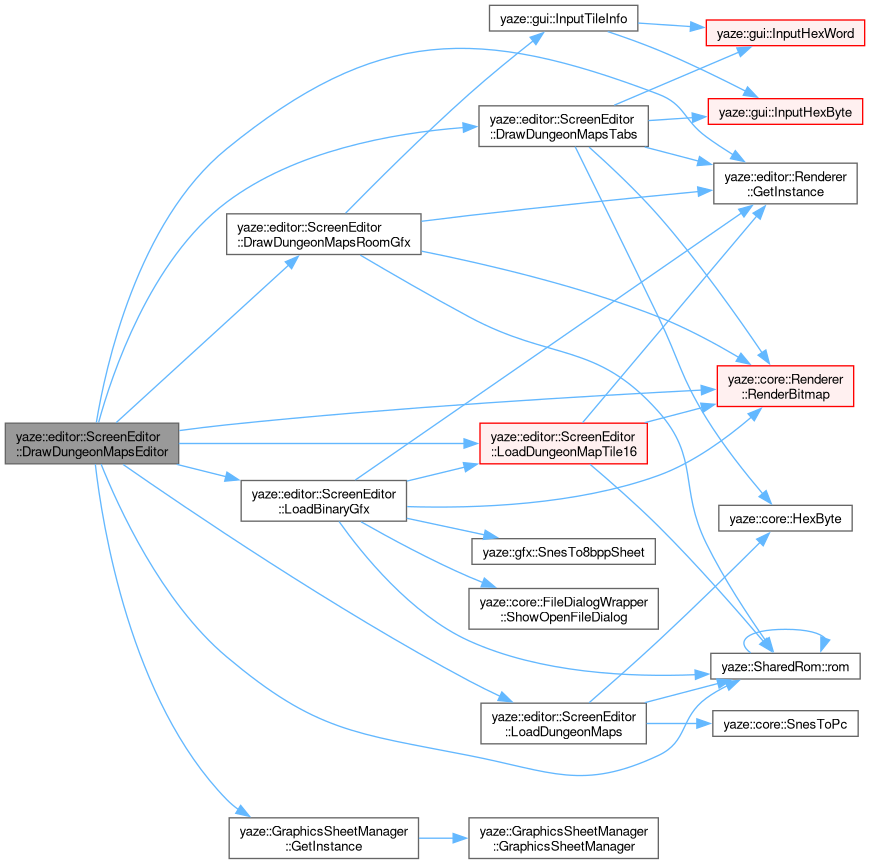 yaze::gui::InputTileInfo
yaze::gui::InputHexWord
yaze::gui::InputHexByte
yaze::editor::ScreenEditor
::DrawDungeonMapsTabs
yaze::editor::Renderer
::GetInstance
yaze::editor::ScreenEditor
::DrawDungeonMapsRoomGfx
yaze::core::Renderer
::RenderBitmap
yaze::editor::ScreenEditor
::DrawDungeonMapsEditor
yaze::editor::ScreenEditor
::LoadDungeonMapTile16
yaze::editor::ScreenEditor
::LoadBinaryGfx
yaze::core::HexByte
yaze::gfx::SnesTo8bppSheet
yaze::core::FileDialogWrapper
::ShowOpenFileDialog
yaze::SharedRom::rom
yaze::editor::ScreenEditor
::LoadDungeonMaps
yaze::core::SnesToPc
yaze::GraphicsSheetManager
::GetInstance
yaze::GraphicsSheetManager
::GraphicsSheetManager